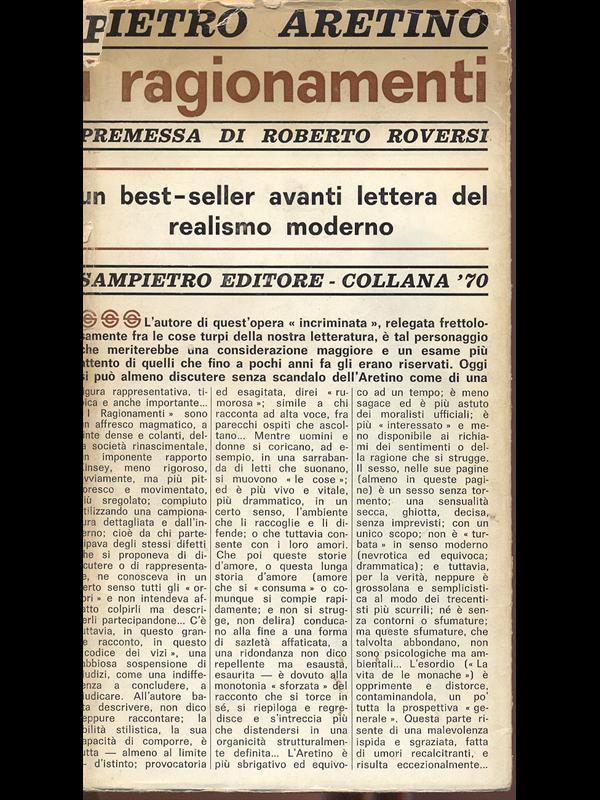 PIETRO ARETINO
i ragionamenti
PREMESSA DI ROBERTO ROVERSI
un best-seller avanti lettera del
realismo moderno
SAMPIETRO EDITORE - COLLANA '70
L'autore di quest'opera « incriminata », relegata frettolo-
samente fra le cose turpi della nostra letteratura, è tal personaggio
che meriterebbe una considerazione maggiore e un esame più
attento di quelli che fino a pochi anni fa gli erano riservati. Oggi
si può almeno discutere senza scandalo dell'Aretino come di una
figura rappresentativa, ti-
pica e anche importante...
« I Ragionamenti » sono
un affresco magmatico, a
tinte dense e colanti, del-
la società rinascimentale,
un imponente rapporto
Kinsey, meno rigoroso,
ovviamente, ma più pit-
toresco e movimentato,
più sregolato; compiuto
utilizzando una campiona-
tura dettagliata e dall'in-
terno; cioè da chi parte-
cipava degli stessi difetti
che si proponeva di di-
scutere o di rappresenta-
re, ne conosceva in un
certo senso tutti gli « or-
rori » e non intendeva af-
fatto colpirli ma descri-
verli partecipandone... C'è
tuttavia, in questo gran-
de racconto, in questo
« codice dei vizi », una
rabbiosa sospensione di
giudizi, come una indiffe-
renza a concludere, a
giudicare. All'autore ba-
sta descrivere, non dico
neppure raccontare; la
abilità stilistica, la sua
capacità di comporre, è
tutta — almeno al limite
— d'istinto; provocatoria
ed esagitata, direi « ru-
morosa »; simile a chi
racconta ad alta voce, fra
parecchi ospiti che ascol-
tano... Mentre uomini e
donne si coricano, ad e-
sempio, in una sarraban-
da di letti che suonano,
si muovono « le cose »;
ed è più vivo e vitale,
più drammatico, in un
certo senso, l'ambiente
che li raccoglie e li di-
fende; o che tuttavia con-
sente con i loro amori.
Che poi queste storie
d'amore, o questa lunga
storia d'amore (amore
che si « consuma » o co-
munque si compie rapi-
damente; e non si strug-
ge, non delira) conduca-
no alla fine a una forma
di sazietà affaticata, a
una ridondanza non dico
repellente ma esausta,
esaurita — è dovuto alla
monotonia « sforzata » del
racconto che si torce in
sé, si riepiloga e regre-
disce e s'intreccia più
che distendersi in una
organicità strutturalmen-
te definita... L'Aretino è
più sbrigativo ed equivo-
co ad un tempo; è meno
sagace ed è più astuto
dei moralisti ufficiali; è
più « interessato » e me-
no disponibile ai richia-
mi dei sentimenti o del-
la ragione che si strugge.
Il sesso, nelle sue pagine
(almeno in queste pagi-
ne) è un sesso senza tor-
mento; una sensualità
secca, ghiotta, decisa,
senza imprevisti; con un
unico scopo; non è « tur-
bata » in senso moderno
(nevrotica ed equivoca;
drammatica); e tuttavia,
per la verità, neppure è
grossolana e semplicisti-
ca al modo dei trecenti-
sti più scurrili; né è sen-
za contorni o sfumature;
ma queste sfumature, che
talvolta abbondano, non
sono psicologiche ma am-
bientali... L'esordio (« La
vita de le monache ») è
opprimente e distorce,
contaminandola, un po'
tutta la prospettiva « ge-
nerale ». Questa parte ri-
sente di una malevolenza
ispida e sgraziata, fatta
di umori recalcitranti, e
risulta eccezionalmente...